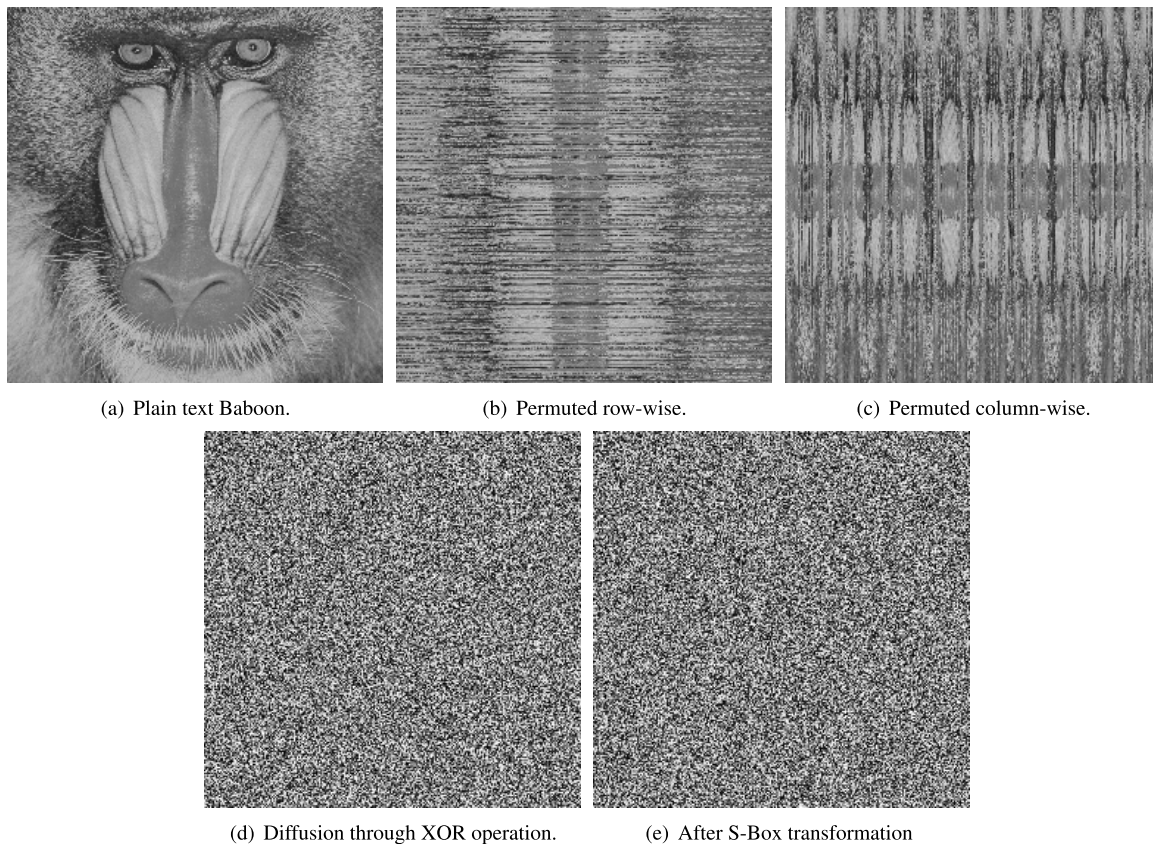 (a) Plain text Baboon.
(b) Permuted row-wise.
(c) Permuted column-wise.
(d) Diffusion through XOR operation.
(e) After S-Box transformation